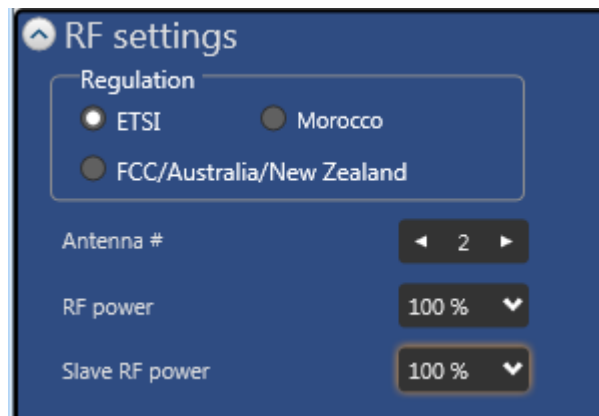 RF settings
Regulation
ETSI Morocco
FCC/Australia/New Zealand
Antenna # 2
RF power 100 %
Slave RF power 100 %